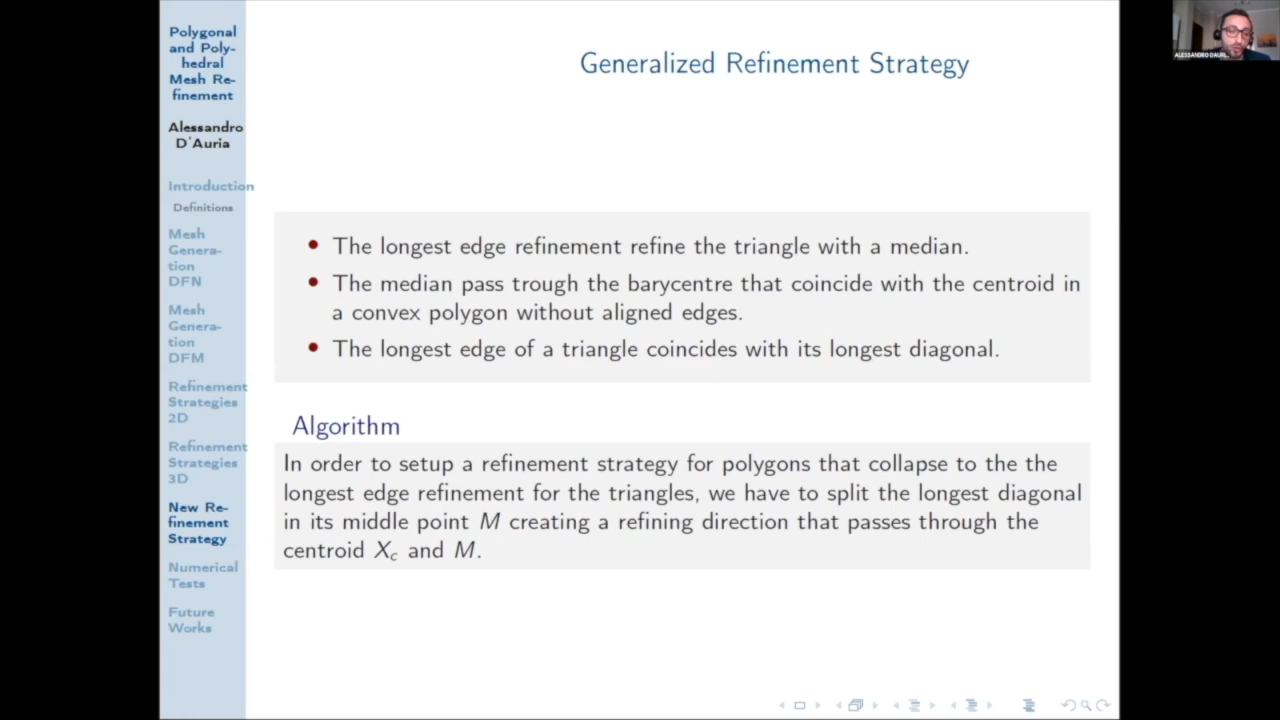 Polygonal
and Poly-
hedral
Mesh Re-
finement
Alessandro
D'Auria
Introduction
Definitions
Mesh
Genera-
tion
DFN
Mesh
Genera-
tion
DFM
Refinement
Strategies
2D
Refinement
Strategies
3D
New Re-
finement
Strategy
Numerical
Tests
Future
Works
Generalized Refinement Strategy
• The longest edge refinement refine the triangle with a median.
• The median pass trough the barycentre that coincide with the centroid in
a convex polygon without aligned edges.
• The longest edge of a triangle coincides with its longest diagonal.
Algorithm
In order to setup a refinement strategy for polygons that collapse to the the
longest edge refinement for the triangles, we have to split the longest diagonal
in its middle point M creating a refining direction that passes through the
centroid X_c and M.